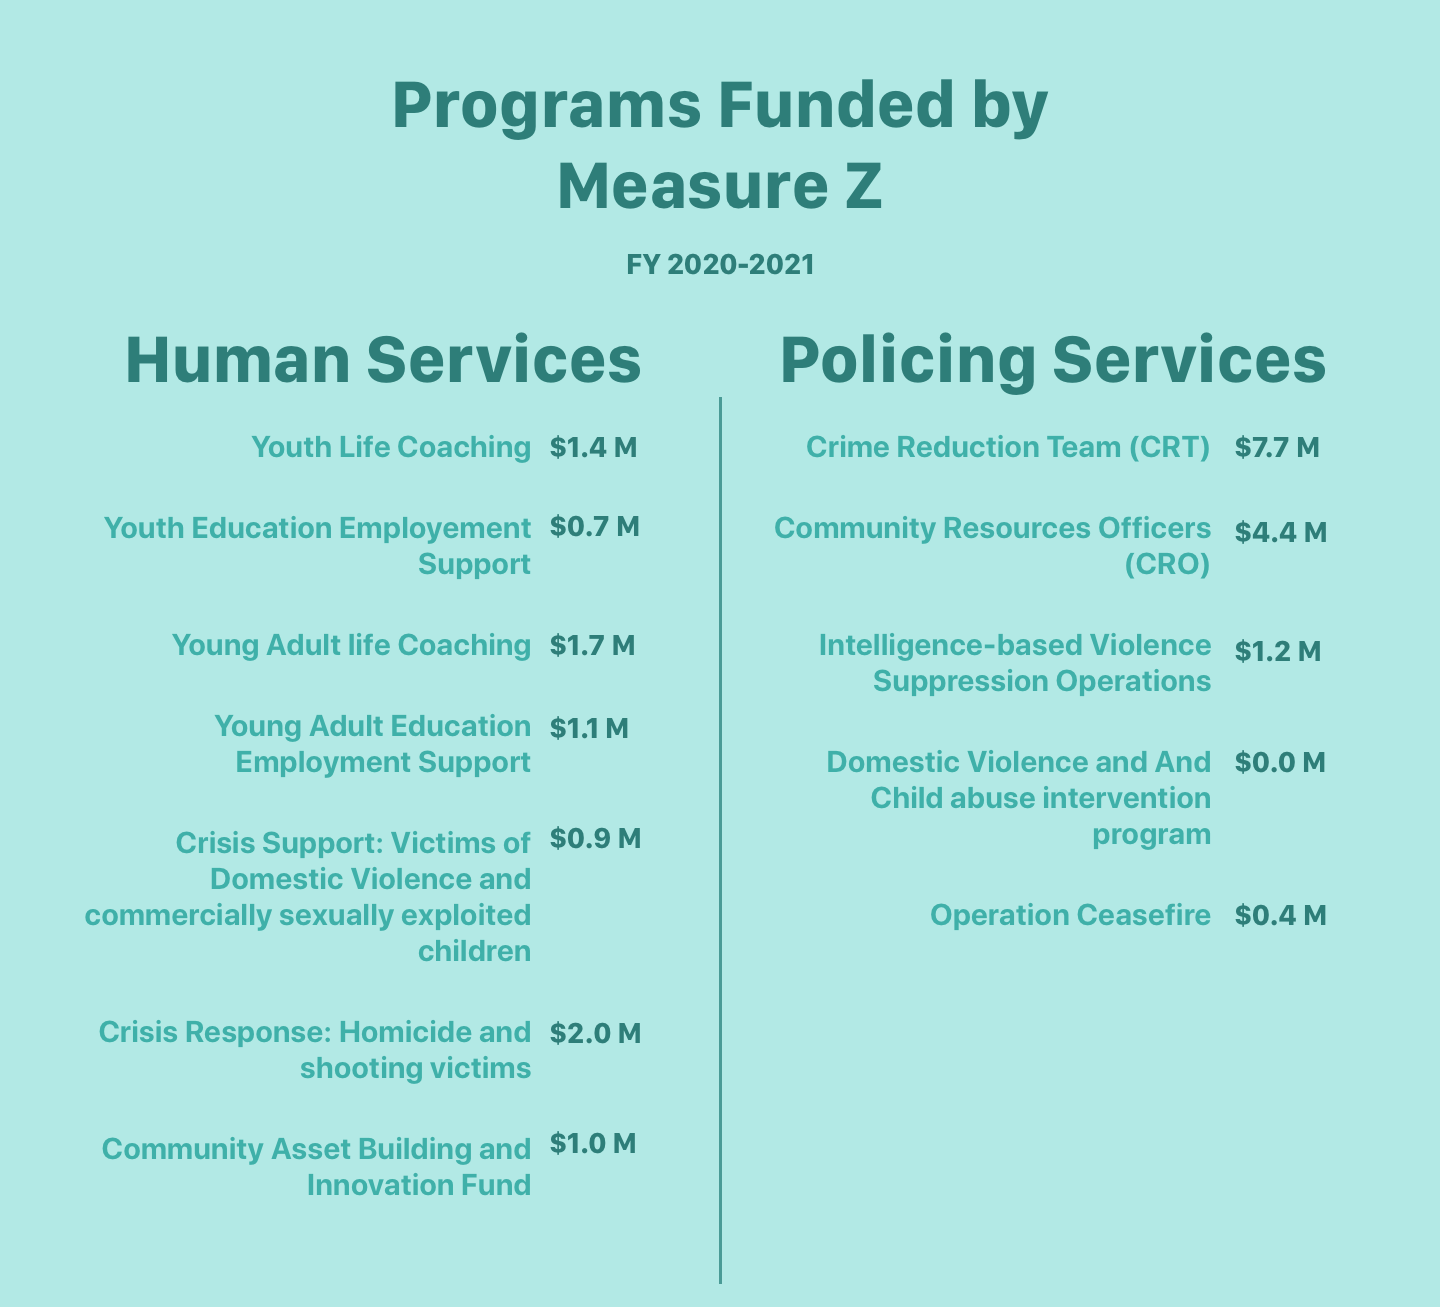 Programs Funded by
Measure Z
FY 2020-2021
Human Services
Youth Life Coaching $1.4 M
Youth Education Employement $0.7 M
Support
Young Adult life Coaching $1.7 M
Young Adult Education $1.1 M
Employment Support
Crisis Support: Victims of $0.9 M
Domestic Violence and
commercially sexually exploited
children
Crisis Response: Homicide and $2.0 M
shooting victims
Community Asset Building and $1.0 M
Innovation Fund
Policing Services
Crime Reduction Team (CRT) $7.7 M
Community Resources Officers $4.4 M
(CRO)
Intelligence-based Violence $1.2 M
Suppression Operations
Domestic Violence and And $0.0 M
Child abuse intervention
program
Operation Ceasefire $0.4 M